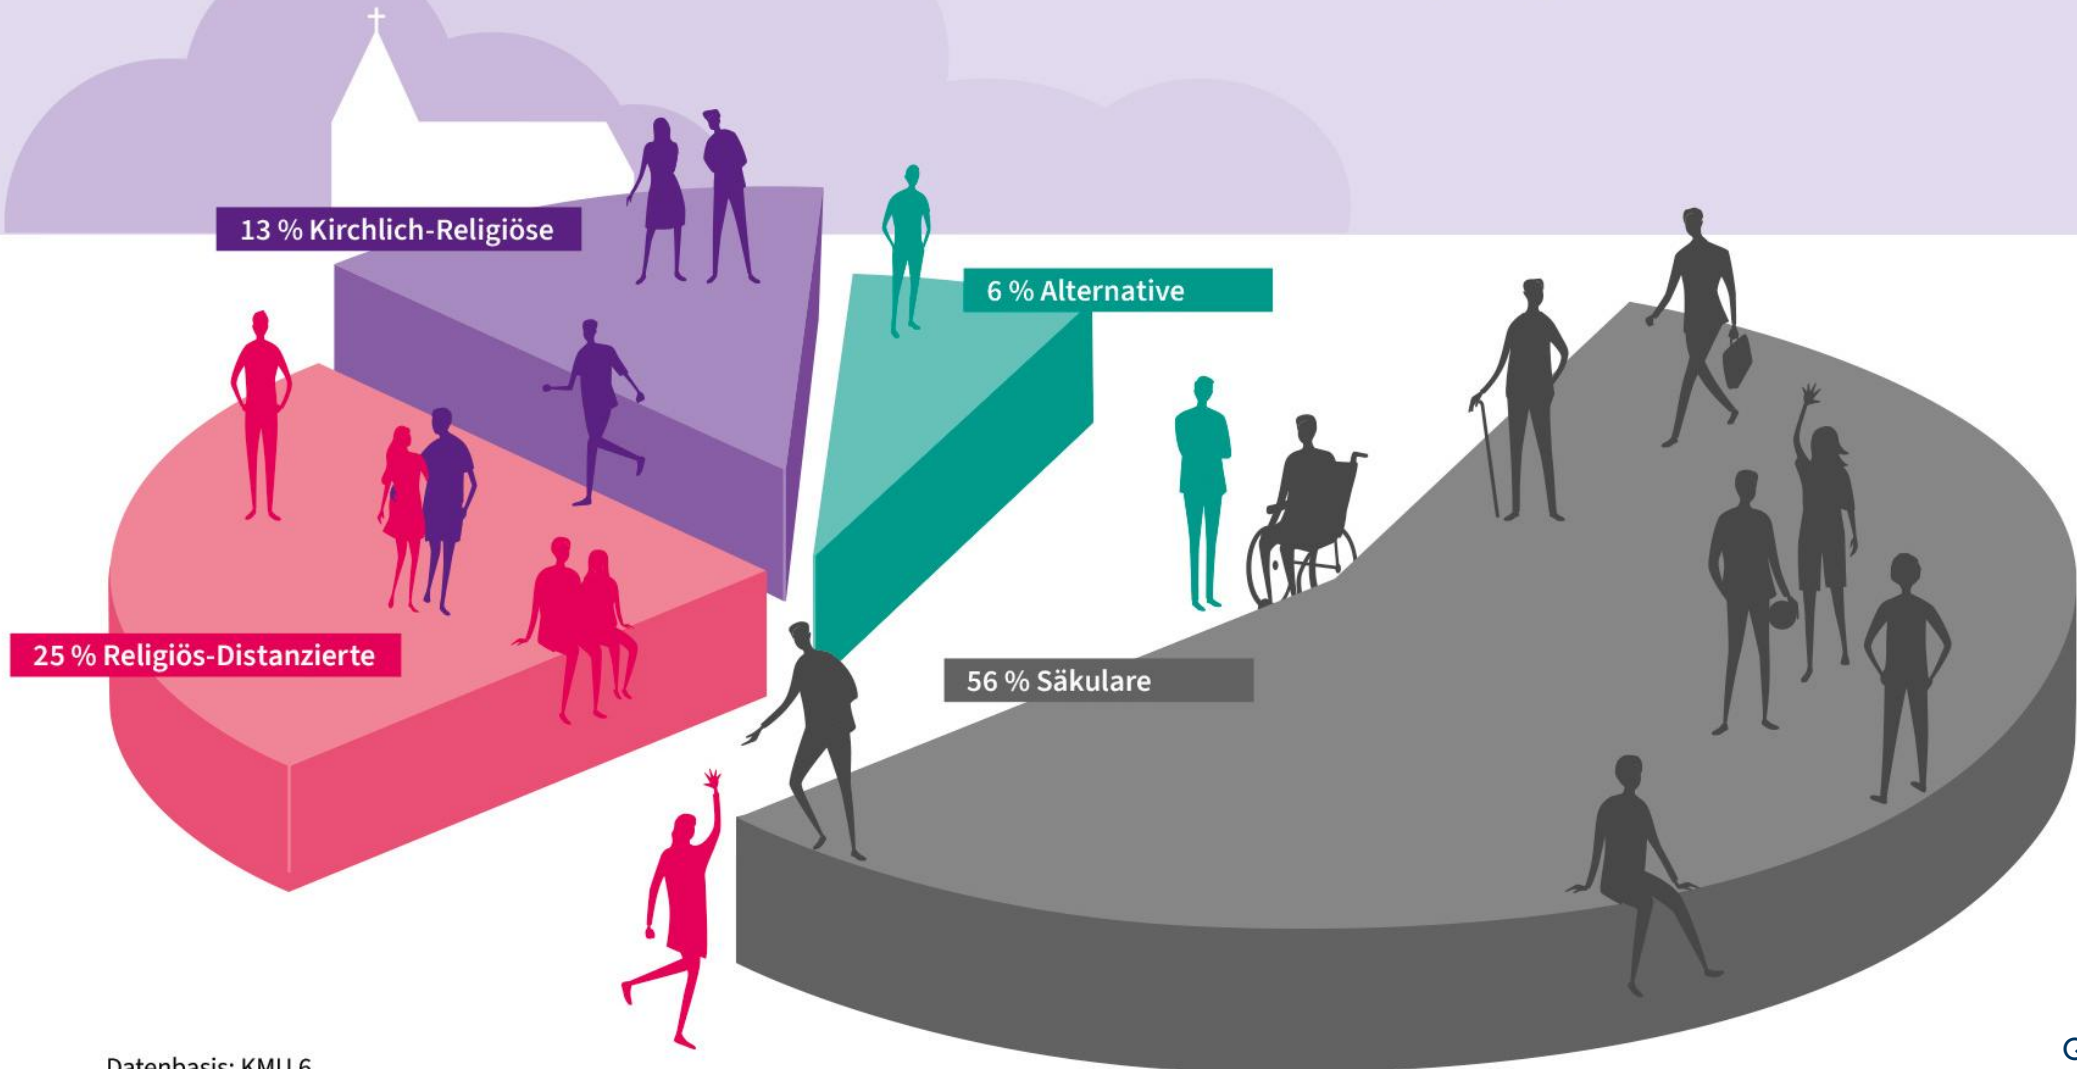 13 % Kirchlich-Religiöse
6 % Alternative
25 % Religiös-Distanzierte
56 % Säkulare
Datenbasis: KMU 6